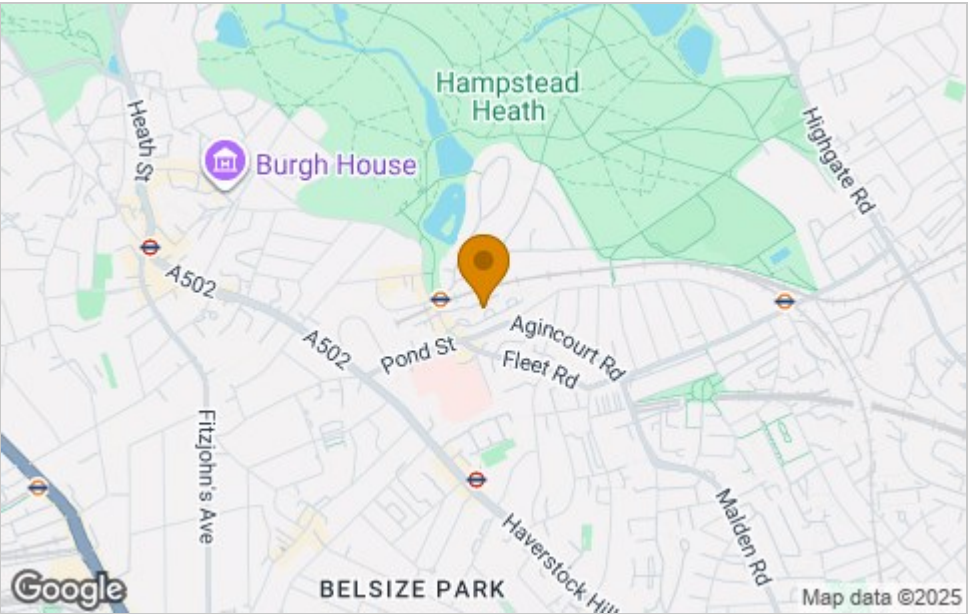 Hampstead
Heath
Heath St
Highgate Rd
Burgh House
A502
A502
Agincourt Rd
Pond St
Fleet Rd
Fitzjohn's Ave
Malden Rd
Haverstock Hill
BELSIZE PARK
Google
Map data ©2025